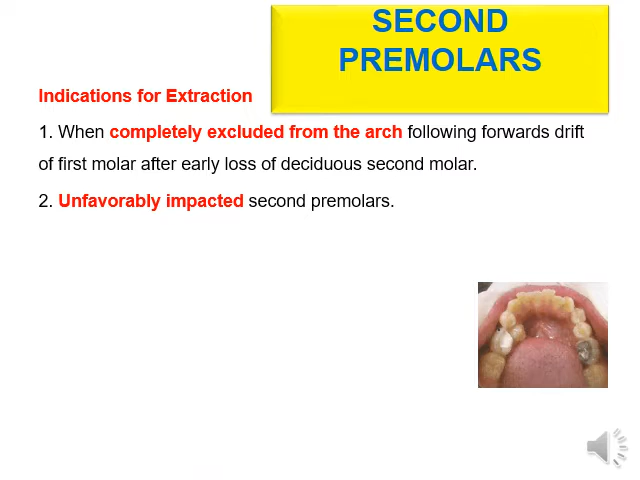 SECOND
PREMOLARS
Indications for Extraction
1. When completely excluded from the arch following forwards drift
of first molar after early loss of deciduous second molar.
2. Unfavorably impacted second premolars.